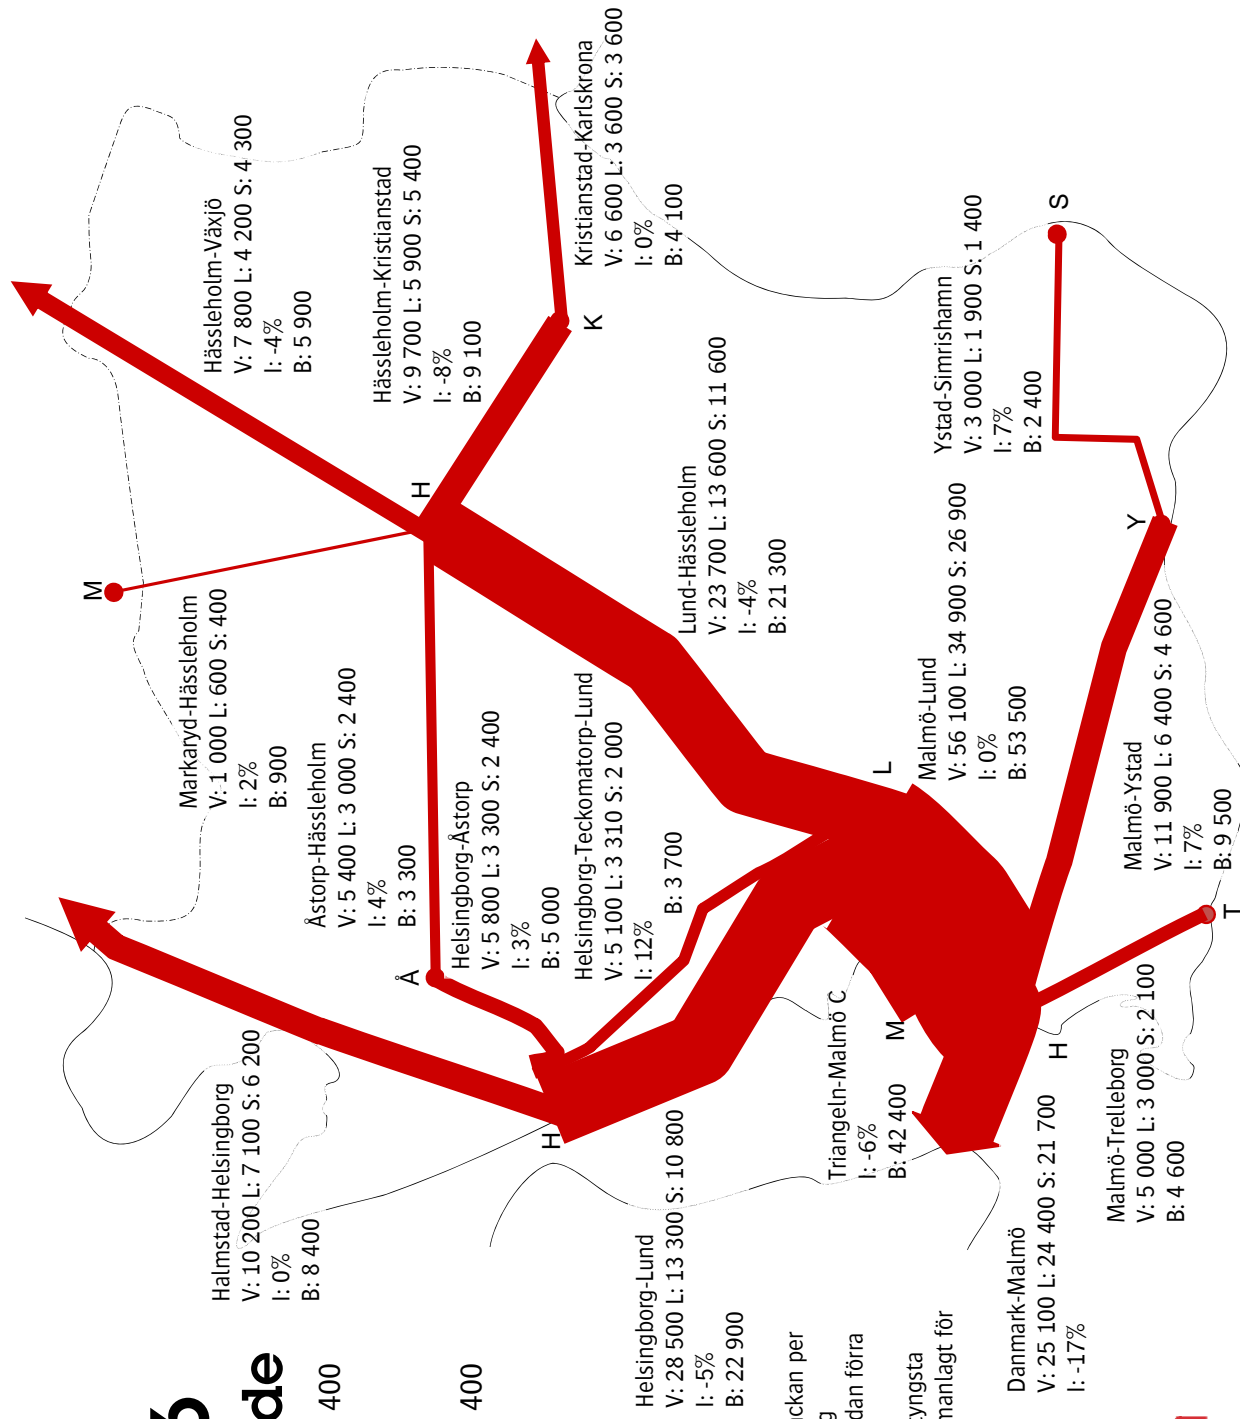 6
de
400
400
Halmstad-Helsingborg
V: 10 200 L: 7 100 S: 6 200
I: 0%
B: 8 400
Markaryd-Hässleholm
V: 1 000 L: 600 S: 400
I: 2%
B: 900
Hässleholm-Växjö
V: 7 800 L: 4 200 S: 4 300
I: -4%
B: 5 900
Åstorp-Hässleholm
V: 5 400 L: 3 000 S: 2 400
I: 4%
B: 3 300
Hässleholm-Kristianstad
V: 9 700 L: 5 900 S: 5 400
I: -8%
B: 9 100
Helsingborg-Åstorp
V: 5 800 L: 3 300 S: 2 400
I: 3%
B: 5 000
Helsingborg-Teckomatorp-Lund
V: 5 100 L: 3 310 S: 2 000
I: 12%
B: 3 700
Kristianstad-Karlskrona
V: 6 600 L: 3 600 S: 3 600
I: 0%
B: 4 100
Helsingborg-Lund
V: 28 500 L: 13 300 S: 10 800
I: -5%
B: 22 900
Lund-Hässleholm
V: 23 700 L: 13 600 S: 11 600
I: -4%
B: 21 300
ckan per
g
dan förra
yngsta
manlagt för
Triangeln-Malmö C
I: -6%
B: 42 400
Malmö-Lund
V: 56 100 L: 34 900 S: 26 900
I: 0%
B: 53 500
Ystad-Simrishamn
V: 3 000 L: 1 900 S: 1 400
I: 7%
B: 2 400
Danmark-Malmö
V: 25 100 L: 24 400 S: 21 700
I: -17%
Malmö-Trelleborg
V: 5 000 L: 3 000 S: 2 100
B: 4 600
Malmö-Ystad
V: 11 900 L: 6 400 S: 4 600
I: 7%
B: 9 500
M
H
Å
K
H
L
M
H
S
Y
T